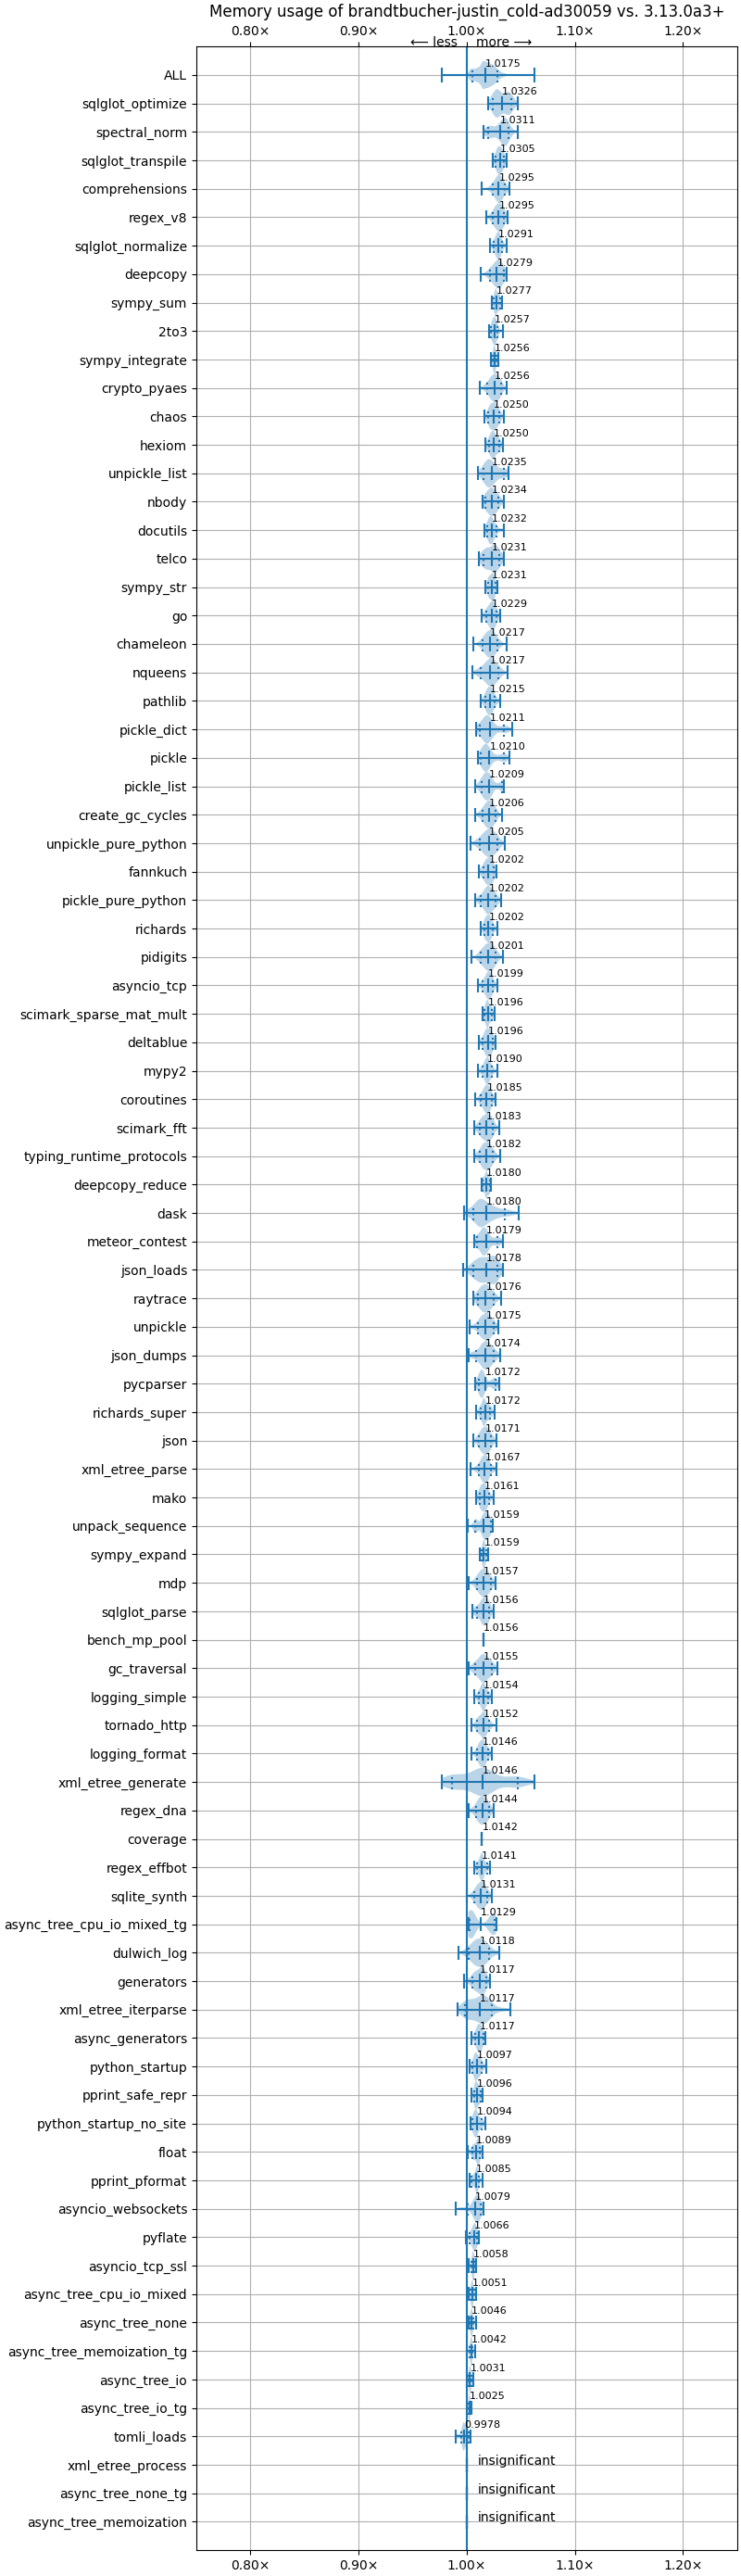 Memory usage of brandtbucher-justin_cold-ad30059 vs. 3.13.0a3+
0.80× 0.90× 1.00× 1.10× 1.20×
⟵ less more ⟶
ALL 1.0175
sqlglot_optimize 1.0326
spectral_norm 1.0311
sqlglot_transpile 1.0305
comprehensions 1.0295
regex_v8 1.0295
sqlglot_normalize 1.0291
deepcopy 1.0279
sympy_sum 1.0277
2to3 1.0257
sympy_integrate 1.0256
crypto_pyaes 1.0256
chaos 1.0250
hexiom 1.0250
unpickle_list 1.0235
nbody 1.0234
docutils 1.0232
telco 1.0231
sympy_str 1.0231
go 1.0229
chameleon 1.0217
nqueens 1.0217
pathlib 1.0215
pickle_dict 1.0211
pickle 1.0210
pickle_list 1.0209
create_gc_cycles 1.0206
unpickle_pure_python 1.0205
fannkuch 1.0202
pickle_pure_python 1.0202
richards 1.0202
pidigits 1.0201
asyncio_tcp 1.0199
scimark_sparse_mat_mult 1.0196
deltablue 1.0196
mypy2 1.0190
coroutines 1.0185
scimark_fft 1.0183
typing_runtime_protocols 1.0182
deepcopy_reduce 1.0180
dask 1.0180
meteor_contest 1.0179
json_loads 1.0178
raytrace 1.0176
unpickle 1.0175
json_dumps 1.0174
pycparser 1.0172
richards_super 1.0172
json 1.0171
xml_etree_parse 1.0167
mako 1.0161
unpack_sequence 1.0159
sympy_expand 1.0159
mdp 1.0157
sqlglot_parse 1.0156
bench_mp_pool 1.0156
gc_traversal 1.0155
logging_simple 1.0154
tornado_http 1.0152
logging_format 1.0146
xml_etree_generate 1.0146
regex_dna 1.0144
coverage 1.0142
regex_effbot 1.0141
sqlite_synth 1.0131
async_tree_cpu_io_mixed_tg 1.0129
dulwich_log 1.0118
generators 1.0117
xml_etree_iterparse 1.0117
async_generators 1.0117
python_startup 1.0097
pprint_safe_repr 1.0096
python_startup_no_site 1.0094
float 1.0089
pprint_pformat 1.0085
asyncio_websockets 1.0079
pyflate 1.0066
asyncio_tcp_ssl 1.0058
async_tree_cpu_io_mixed 1.0051
async_tree_none 1.0046
async_tree_memoization_tg 1.0042
async_tree_io 1.0031
async_tree_io_tg 1.0025
tomli_loads 0.9978
xml_etree_process insignificant
async_tree_none_tg insignificant
async_tree_memoization insignificant
0.80× 0.90× 1.00× 1.10× 1.20×